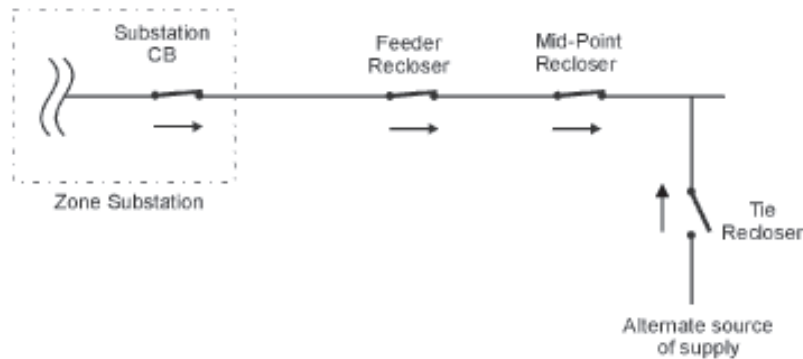 Substation
CB
Feeder
Recloser
Mid-Point
Recloser
Zone Substation
Tie
Recloser
Alternate source
of supply